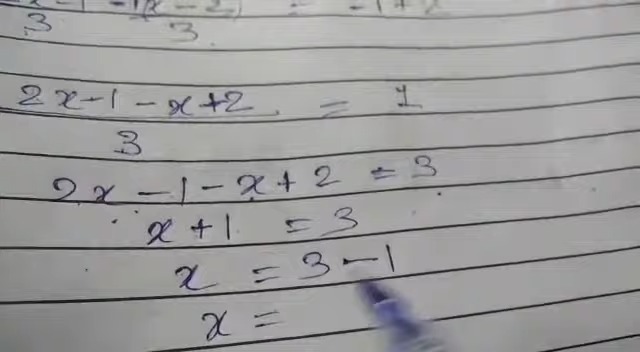 2x-1-x+2 = 1
3
2x-1-x+2 = 3
x+1 = 3
x = 3-1
x =